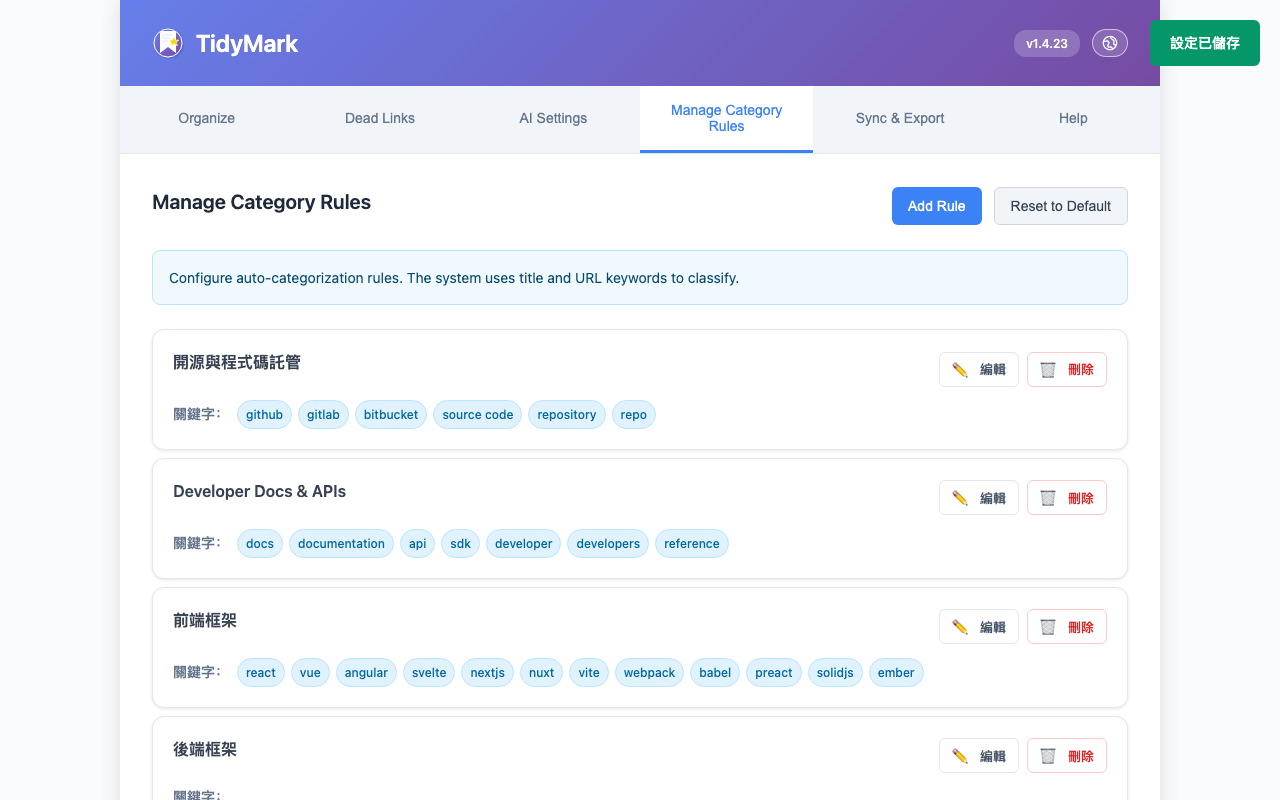 TidyMark
v1.4.23
設定已儲存
Organize
Dead Links
AI Settings
Manage Category
Rules
Sync & Export
Help
Manage Category Rules
Add Rule
Reset to Default
Configure auto-categorization rules. The system uses title and URL keywords to classify.
開源與程式碼託管
編輯
刪除
關鍵字: github gitlab bitbucket source code repository repo
Developer Docs & APIs
編輯
刪除
關鍵字: docs documentation api sdk developer developers reference
前端框架
編輯
刪除
關鍵字: react vue angular svelte nextjs nuxt vite webpack babel preact solidjs ember
後端框架
編輯
刪除
關鍵字: